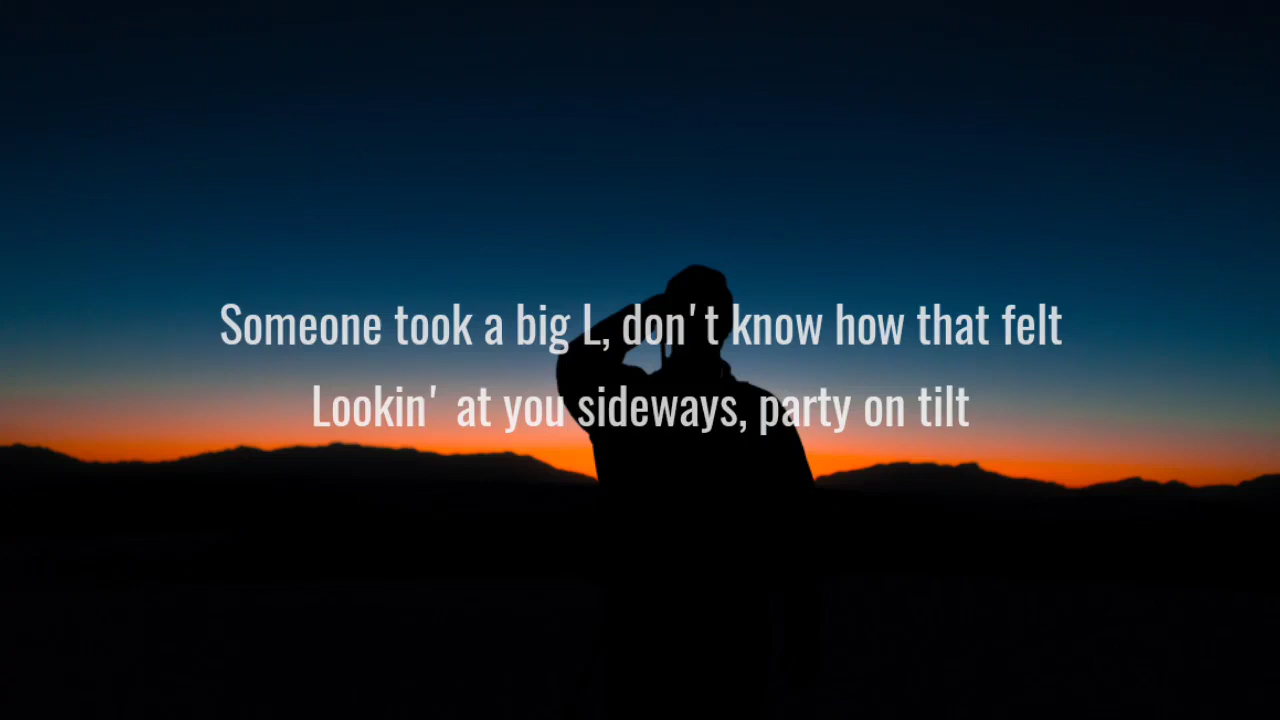 Someone took a big L, don't know how that felt
Lookin' at you sideways, party on tilt